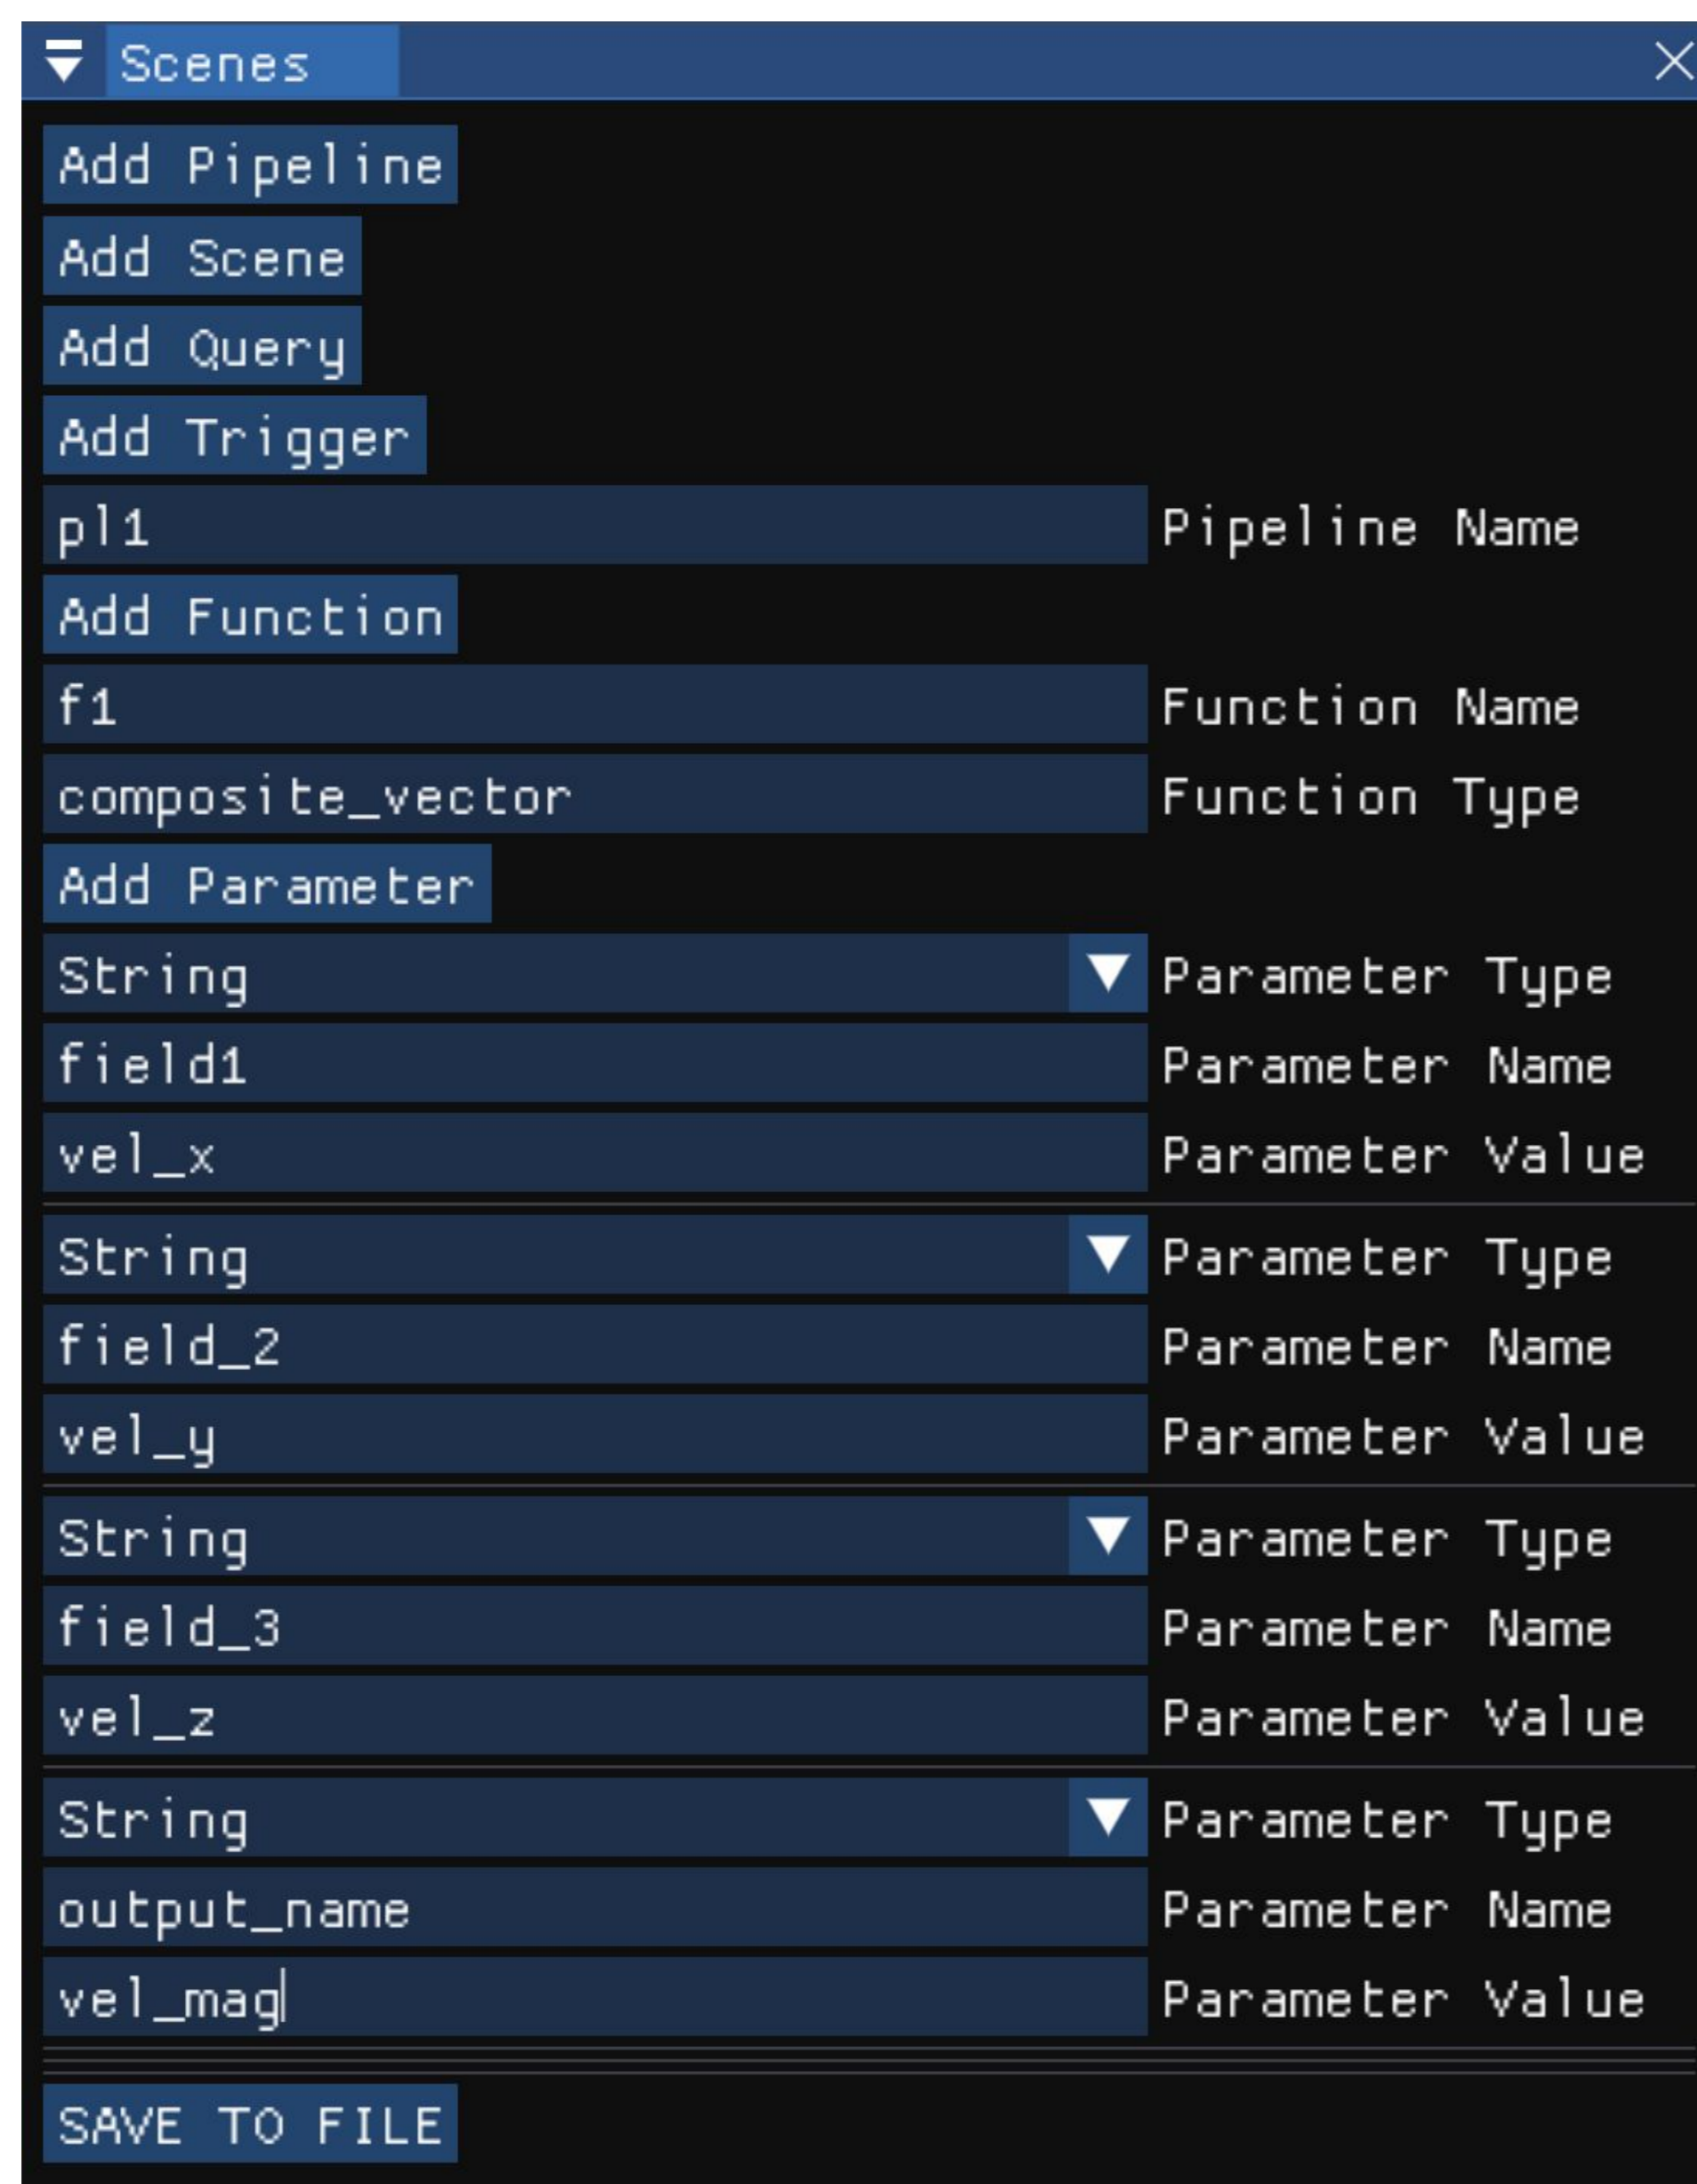 Scenes
Add Pipeline
Add Scene
Add Query
Add Trigger
pl1 Pipeline Name
Add Function
f1 Function Name
composite_vector Function Type
Add Parameter
String Parameter Type
field1 Parameter Name
vel_x Parameter Value
String Parameter Type
field_2 Parameter Name
vel_y Parameter Value
String Parameter Type
field_3 Parameter Name
vel_z Parameter Value
String Parameter Type
output_name Parameter Name
vel_mag Parameter Value
SAVE TO FILE